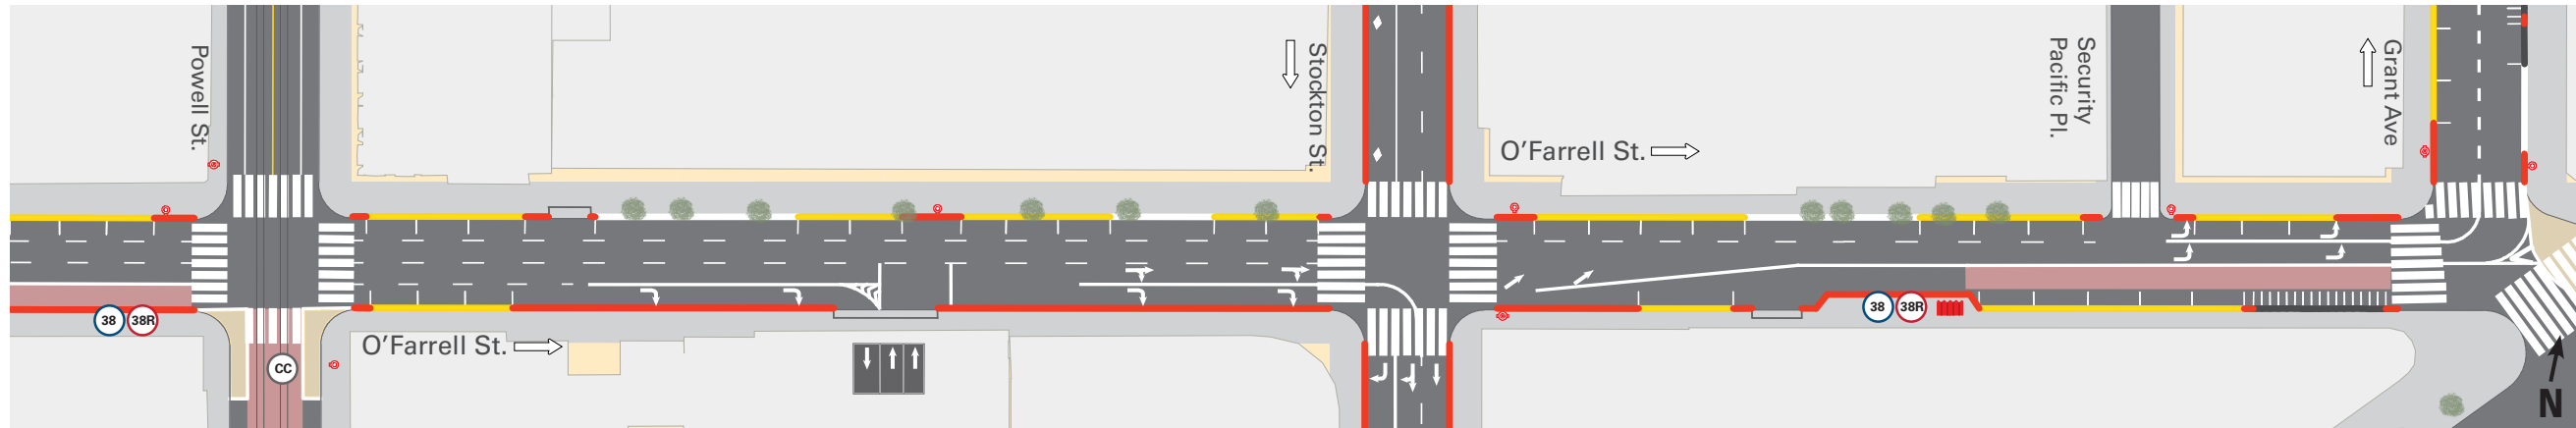 Powell St.
Stockton St.
O'Farrell St.
Security
Pacific Pl.
Grant Ave
38
38R
O'Farrell St.
CC
38
38R
N